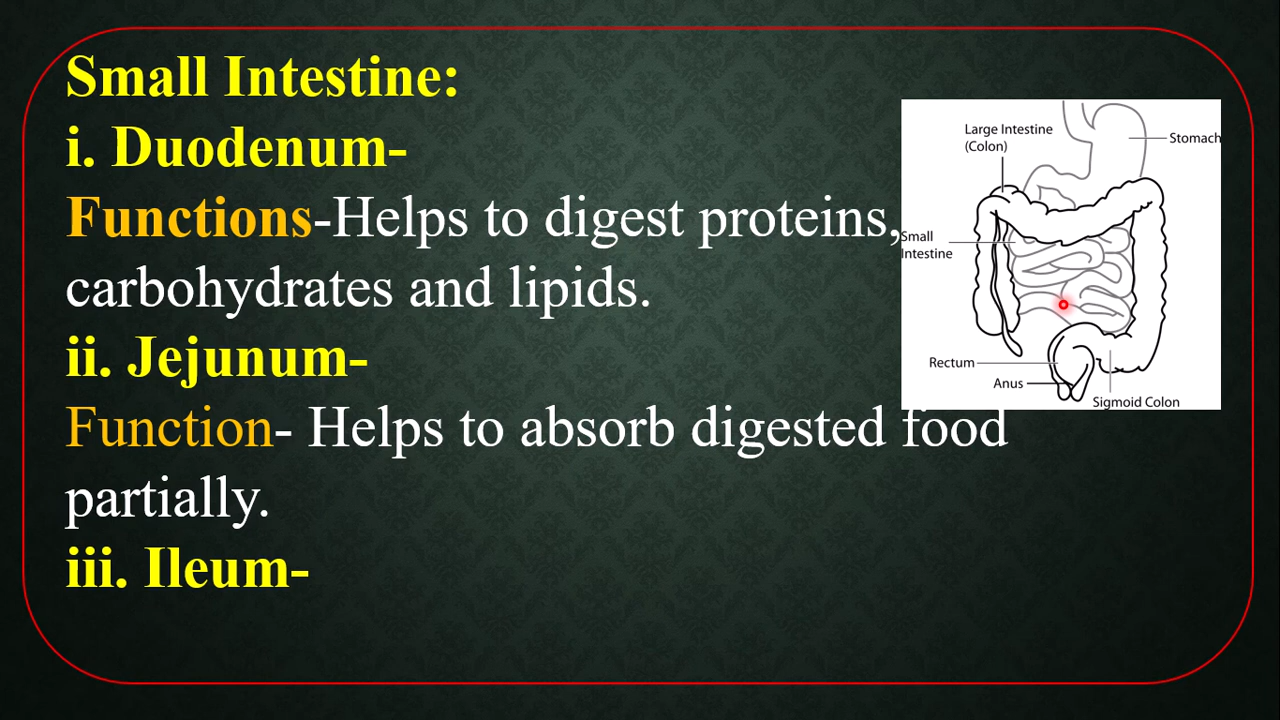 Small Intestine:
i. Duodenum-
Functions-Helps to digest proteins,
carbohydrates and lipids.
ii. Jejunum-
Function- Helps to absorb digested food
partially.
iii. Ileum-
Large Intestine
(Colon)
Stomach
Small
Intestine
Rectum
Anus
Sigmoid Colon